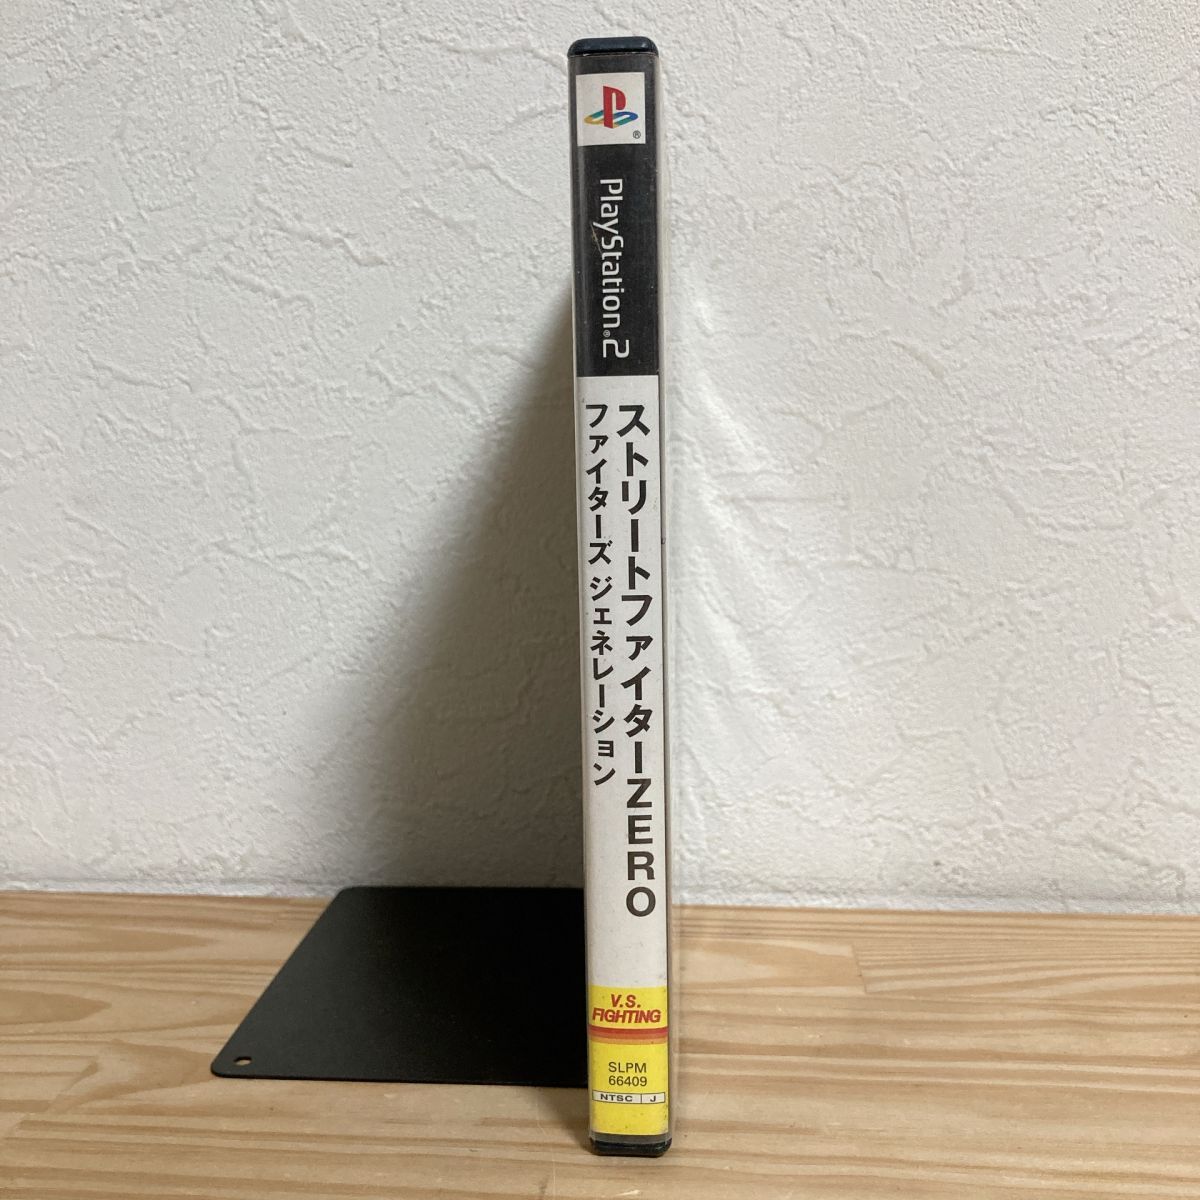 ®
PlayStation®2
ストリートファイターZERO
ファイターズ ジェネレーション
V.S.
FIGHTING
SLPM
66409
NTSC J